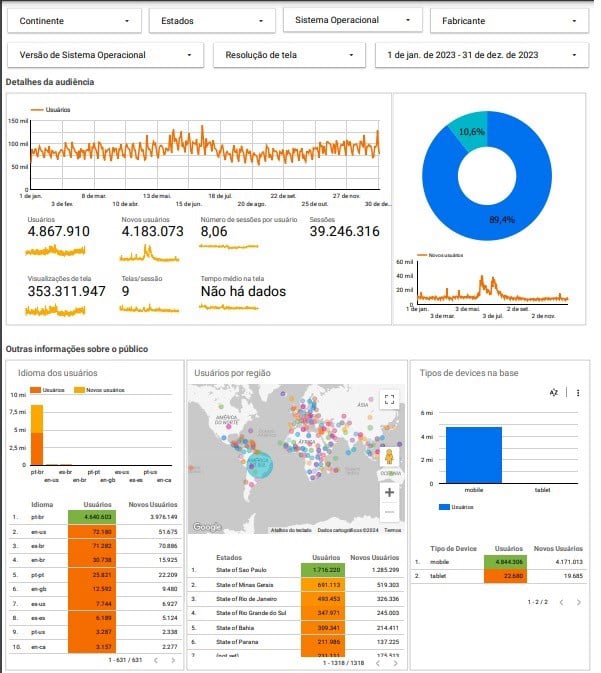 Continente
Estados
Sistema Operacional
Fabricante
Versão de Sistema Operacional
Resolução de tela
1 de jan. de 2023 - 31 de dez. de 2023
Detalhes da audiência
Usuários
150 mil
100 mil
50 mil
0
1 de jan.
8 de mar.
13 de mai.
18 de jul.
22 de set.
27 de nov.
3 de fev.
10 de abr.
15 de jun.
20 de ago.
25 de out.
30 de de…
Usuários
4.867.910
Novos usuários
4.183.073
Número de sessões por usuário
8,06
Sessões
39.246.316
Visualizações de tela
353.311.947
Telas/sessão
9
Tempo médio na tela
Não há dados
10,6%
89,4%
Novos usuários
60 mil
40 mil
20 mil
0
1 de jan.
3 de mai.
2 de set.
3 de mar.
3 de jul.
2 de nov.
Outras informações sobre o público
Idioma dos usuários
Usuários
Novos usuários
10 mi
7,5 mi
5 mi
2,5 mi
0
pt-br
es-br
pt-pt
es-us
pt-us
en-us
en-br
en-gb
es-es
en-ca
Idioma
Usuários
Novos Usuários
1. pt-br 4.640.603 3.976.149
2. en-us 72.180 51.675
3. es-br 71.282 70.886
4. en-br 30.738 15.925
5. pt-pt 25.821 22.209
6. en-gb 12.592 9.480
7. es-us 7.744 6.927
8. es-es 6.189 5.124
9. pt-us 3.287 2.338
10. en-ca 3.157 2.277
1 - 631 / 631
Usuários por região
AMÉRICA DO NORTE
ÁSIA
ÁFRICA
AMÉRICA DO SUL
Oceano Atlântico
Oceano Índico
OCEANIA
Google
Atalhos do teclado
Dados cartográficos ©2024
Termos
Estados
Usuários
Novos Usuários
1. State of Sao Paulo 1.716.220 1.285.299
2. State of Minas Gerais 691.113 519.303
3. State of Rio de Janeiro 493.453 326.336
4. State of Rio Grande do Sul 347.971 245.003
5. State of Bahia 309.341 214.411
6. State of Parana 211.986 137.225
7. (not set) 175.513
1 - 1318 / 1318
Tipos de devices na base
6 mi
4 mi
2 mi
0
mobile
tablet
Usuários
Tipo de Device
Usuários
Novos Usuários
1. mobile 4.844.306 4.171.013
2. tablet 22.680 19.685
1 - 2 / 2